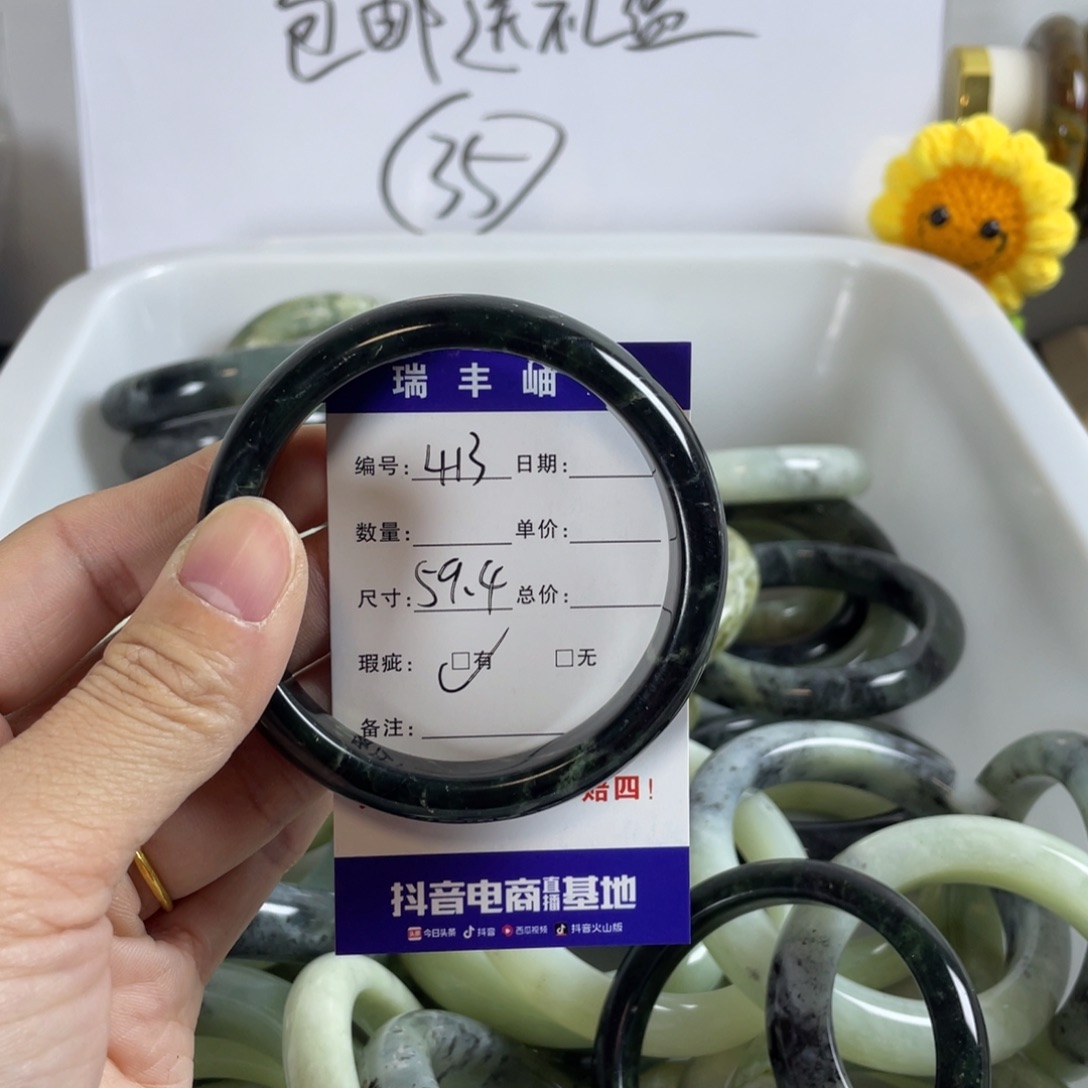 包邮送礼盒
35
瑞丰岫
编号: 413 日期:
数量: 单价:
尺寸: 59.4 总价:
瑕疵: □有 □无
备注:
赔四!
抖音电商直播基地
今日头条 抖音 西瓜视频 抖音火山版